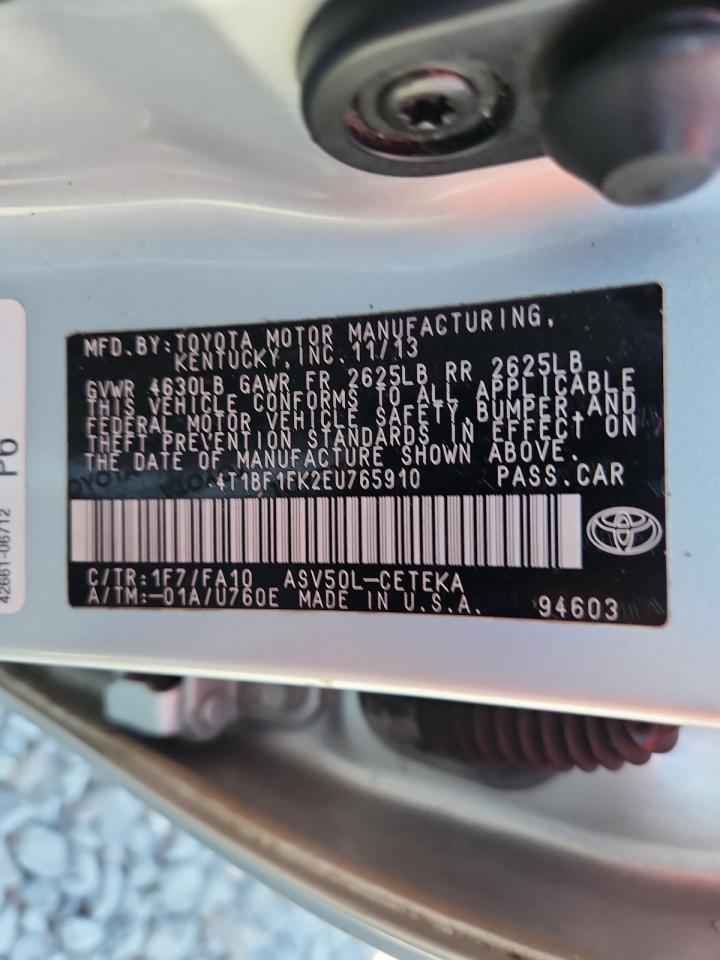 MFD.BY:TOYOTA MOTOR MANUFACTURING,
KENTUCKY,INC.11/13
GVWR 4630LB GAWR FR 2625LB RR 2625LB
THIS VEHICLE CONFORMS TO ALL APPLICABLE
FEDERAL MOTOR VEHICLE SAFETY,BUMPER,AND
THEFT PREVENTION STANDARDS IN EFFECT ON
THE DATE OF MANUFACTURE SHOWN ABOVE.
4T1BF1FK2EU765910 PASS.CAR
C/TR:1F7/FA10 ASV50L-CETEKA
A/TM:-01A/U760E MADE IN U.S.A. 94603
42661-06712